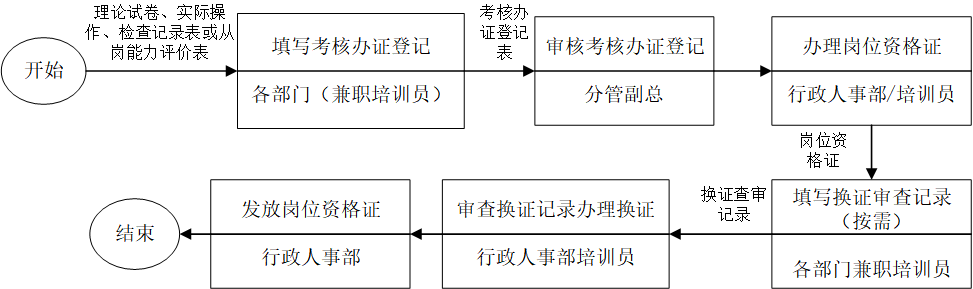 开始
理论试卷、实际操
作、检查记录表或从
岗能力评价表
填写考核办证登记
各部门（兼职培训员）
考核办
证登记
表
审核考核办证登记
分管副总
办理岗位资格证
行政人事部/培训员
岗位资
格证
填写换证审查记录
（按需）
各部门兼职培训员
换证查审
记录
审查换证记录办理换证
行政人事部培训员
发放岗位资格证
行政人事部
结束